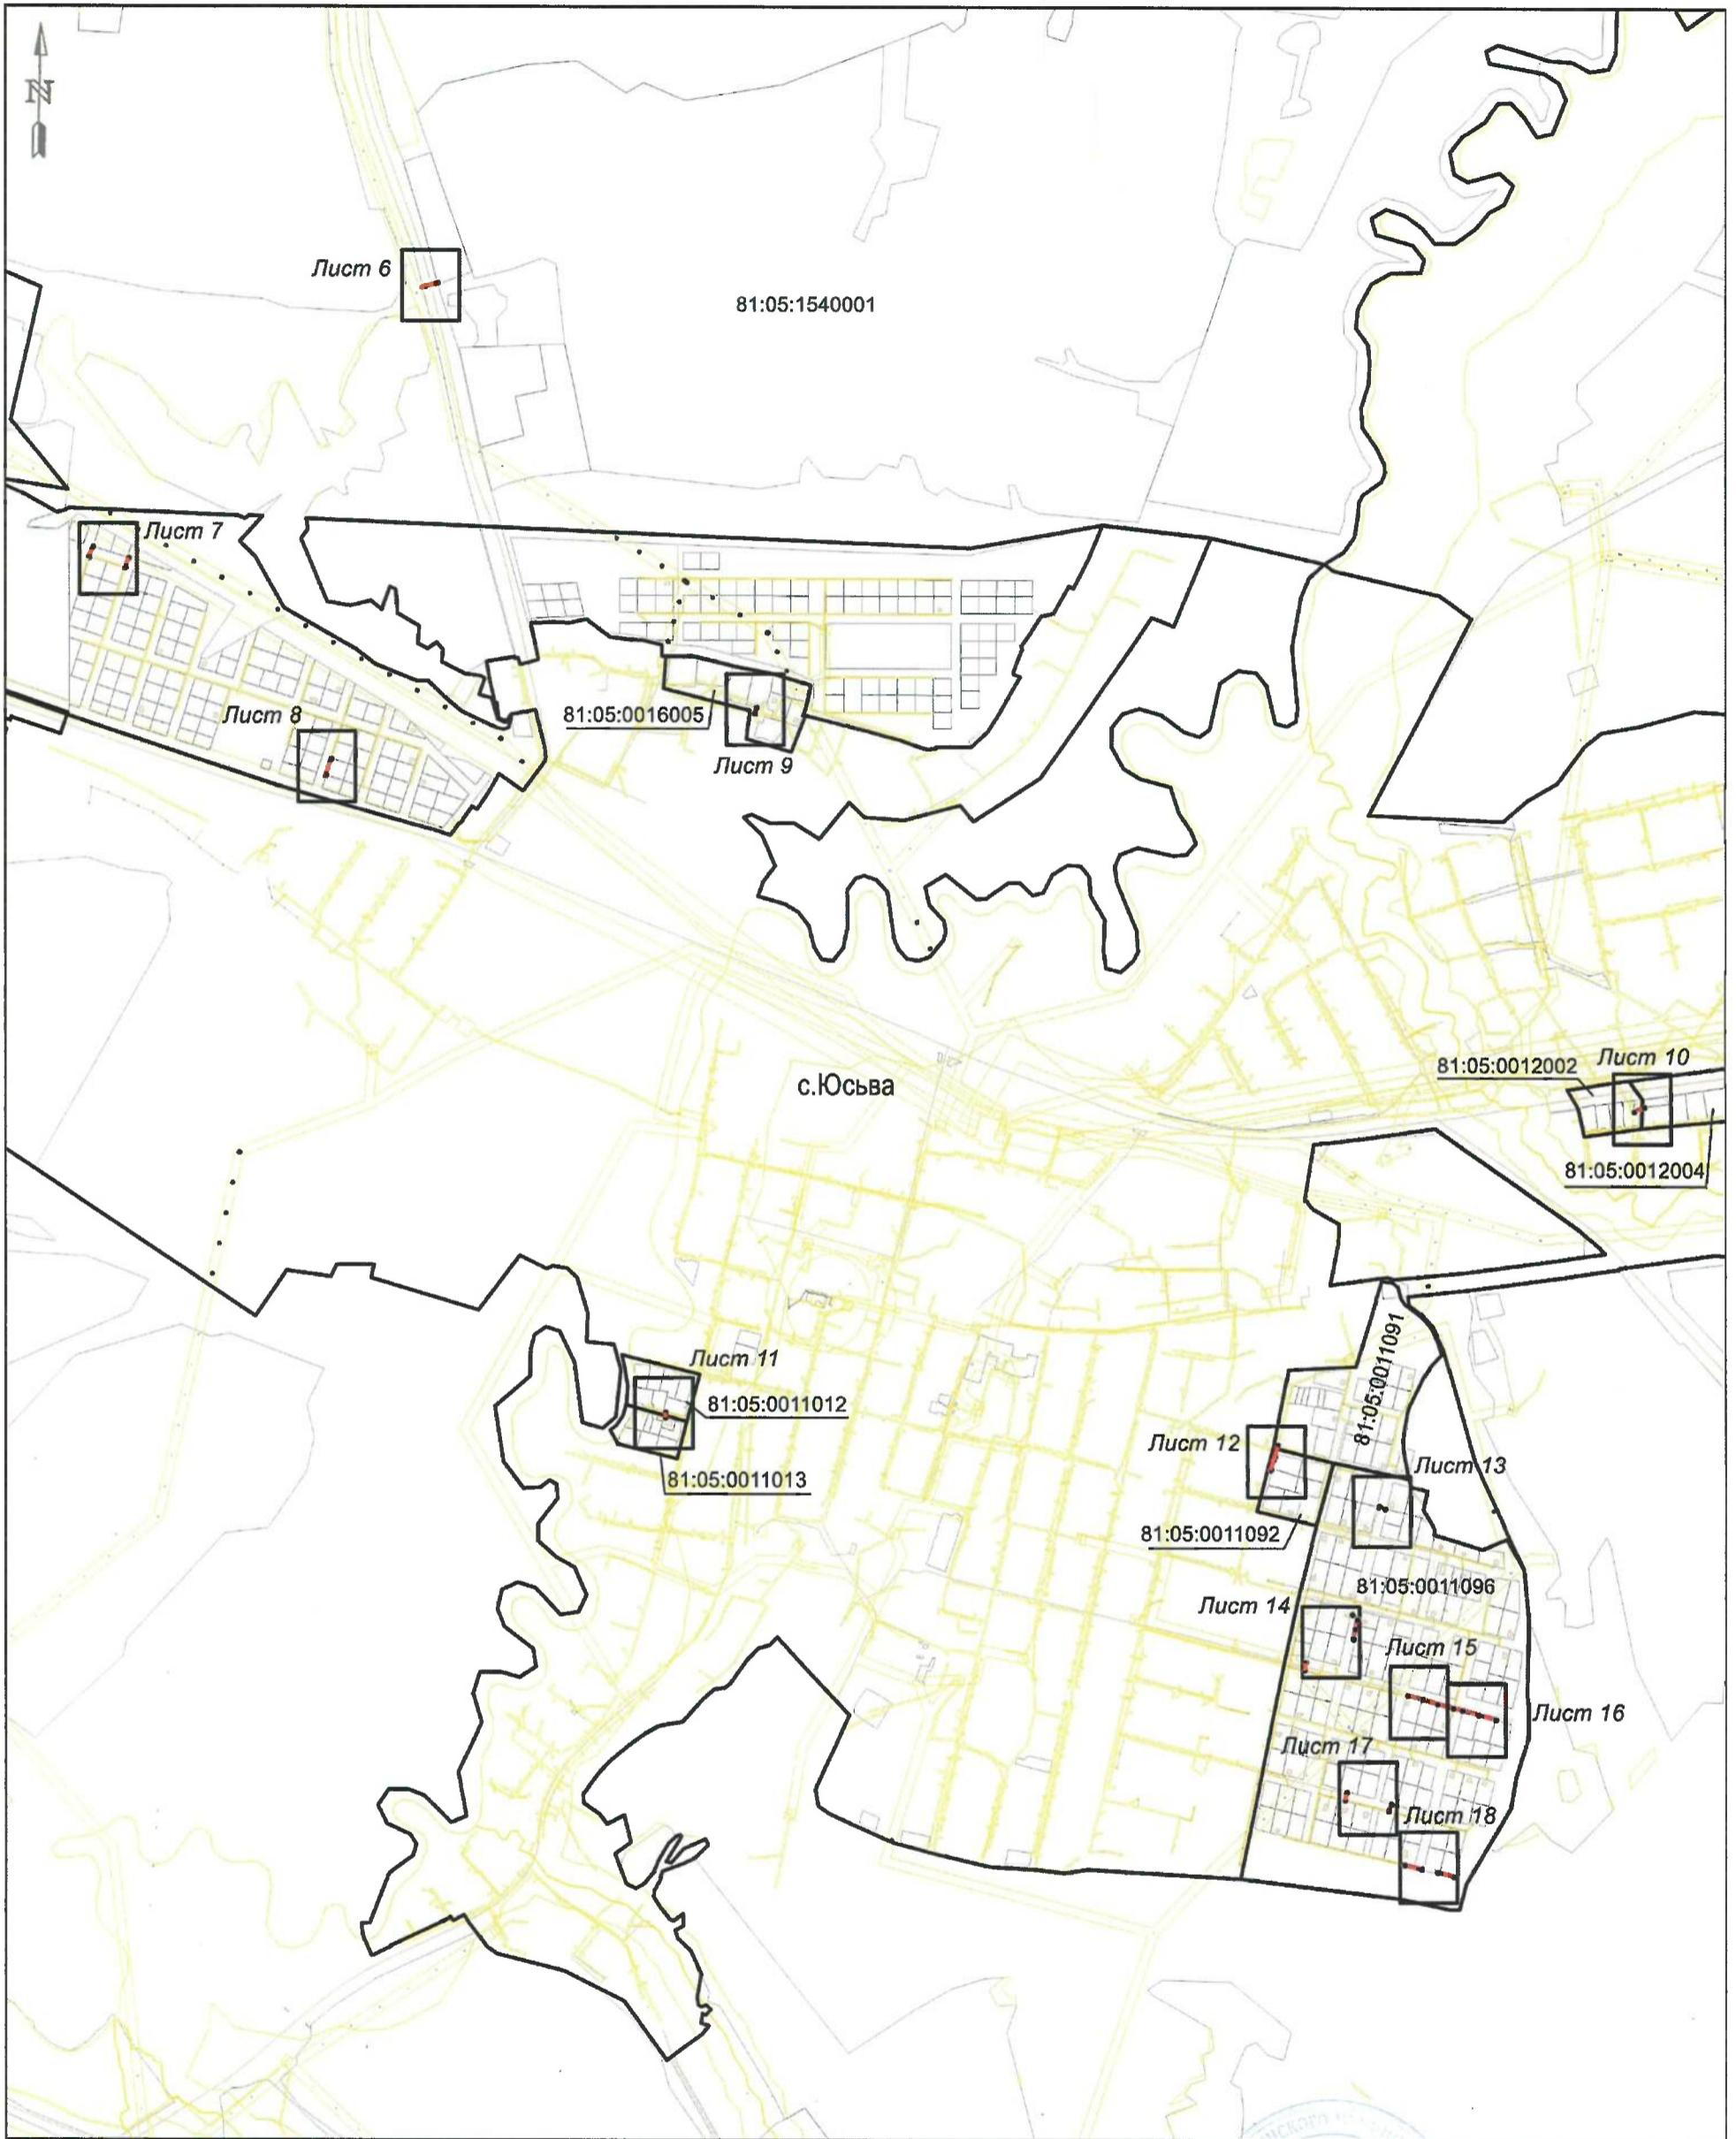 N
Лист 6
81:05:1540001
Лист 7
Лист 8
81:05:0016005
Лист 9
с.Юсьва
81:05:0012002
Лист 10
81:05:0012004
Лист 11
81:05:0011012
81:05:0011013
81:05:0011091
Лист 12
Лист 13
81:05:0011092
81:05:0011096
Лист 14
Лист 15
Лист 16
Лист 17
Лист 18